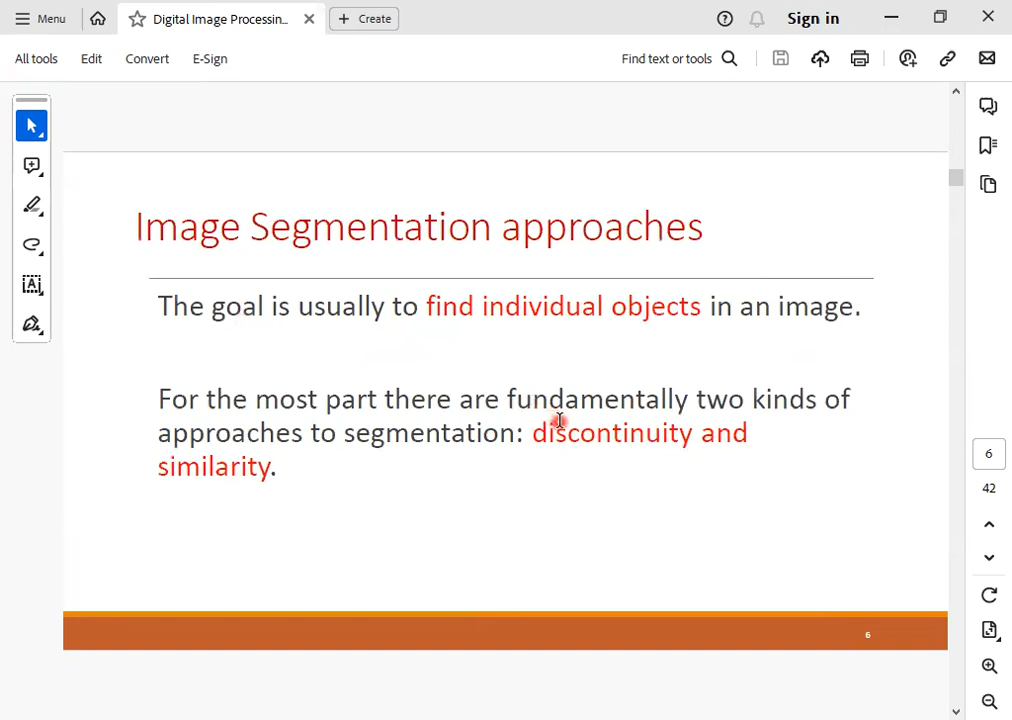 Menu
Digital Image Processin...
Create
Sign in
All tools
Edit
Convert
E-Sign
Find text or tools
Image Segmentation approaches
The goal is usually to find individual objects in an image.
For the most part there are fundamentally two kinds of
approaches to segmentation: discontinuity and
similarity.
6
6
42